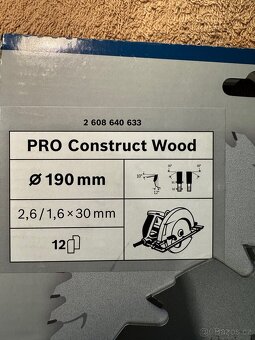 2 608 640 633
PRO Construct Wood
Ø 190 mm
2,6 / 1,6 × 30 mm
12